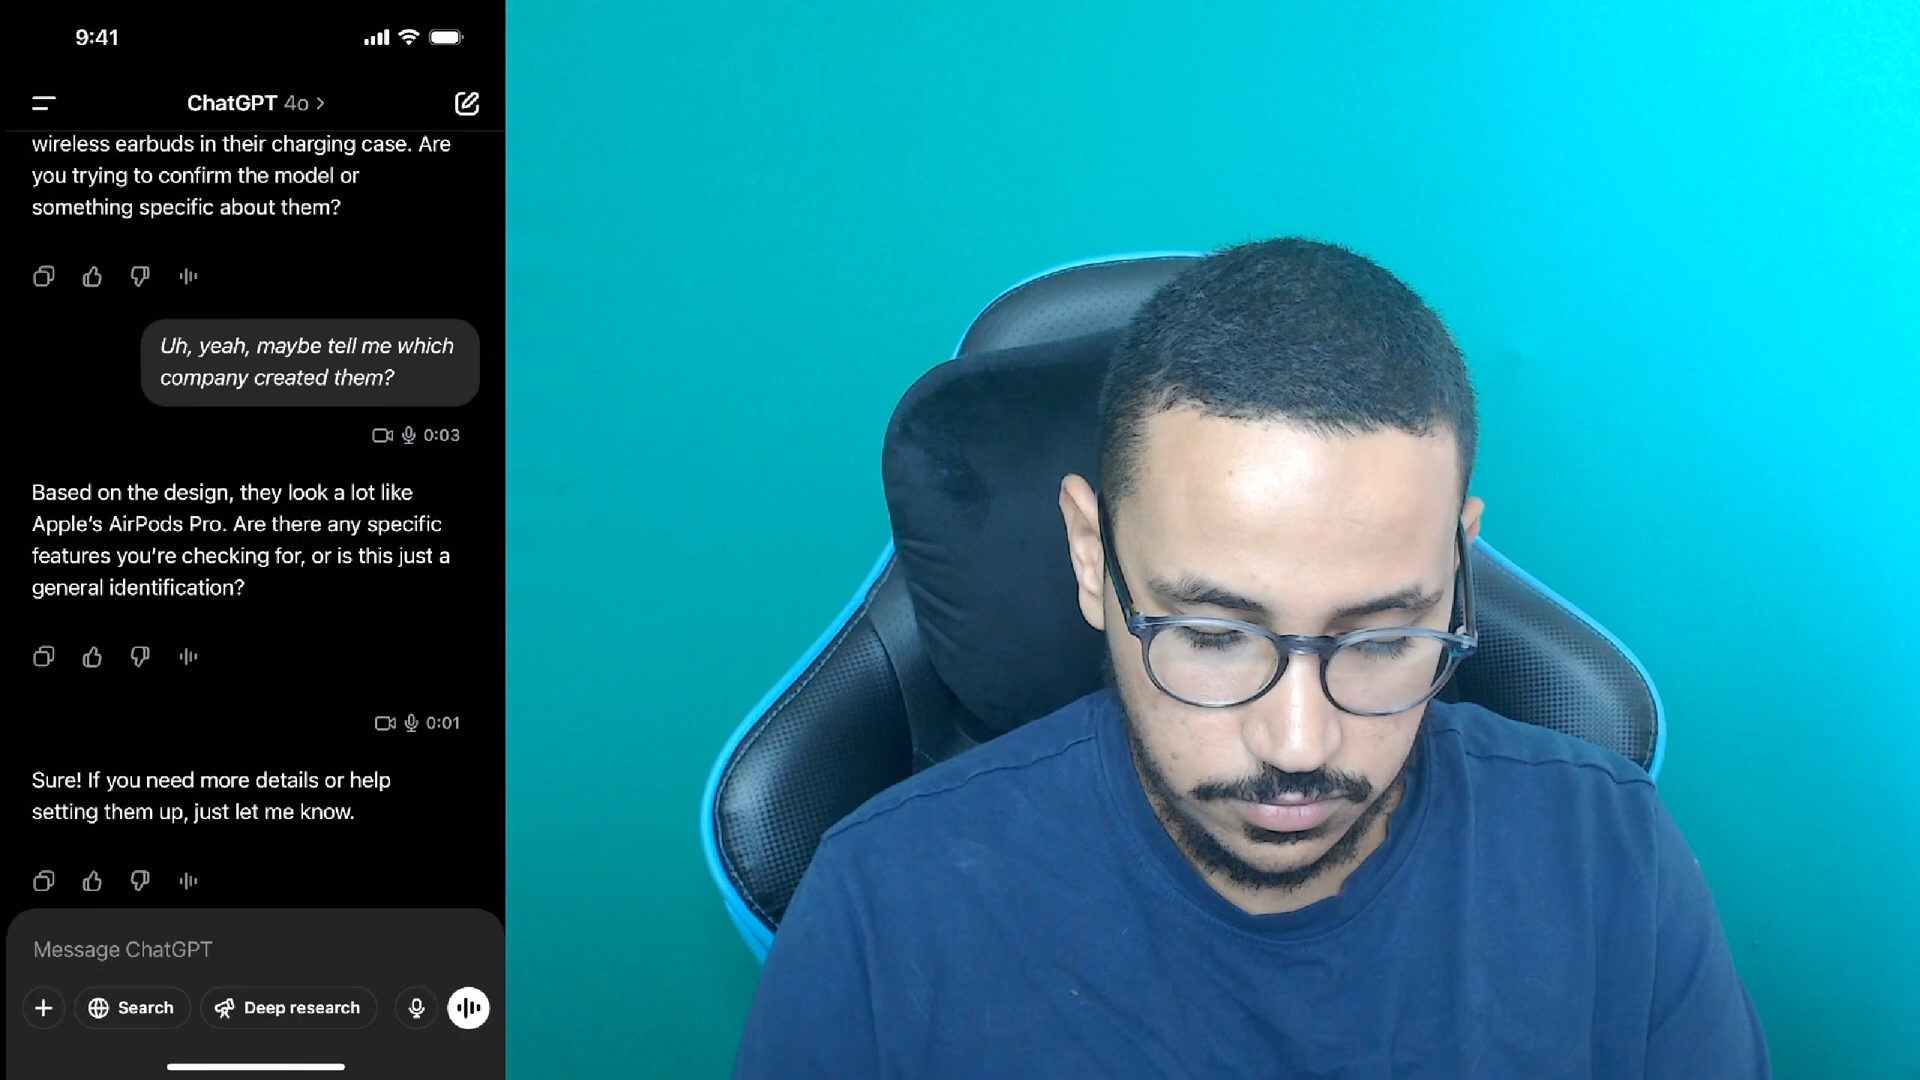 9:41
ChatGPT 4o >
wireless earbuds in their charging case. Are
you trying to confirm the model or
something specific about them?
Uh, yeah, maybe tell me which
company created them?
0:03
Based on the design, they look a lot like
Apple’s AirPods Pro. Are there any specific
features you’re checking for, or is this just a
general identification?
0:01
Sure! If you need more details or help
setting them up, just let me know.
Message ChatGPT
Search
Deep research